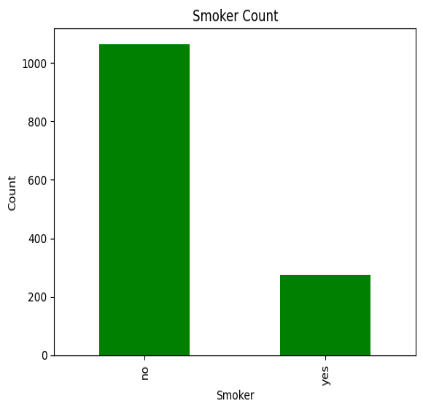 Smoker Count
Count
1000
800
600
400
200
0
no
yes
Smoker